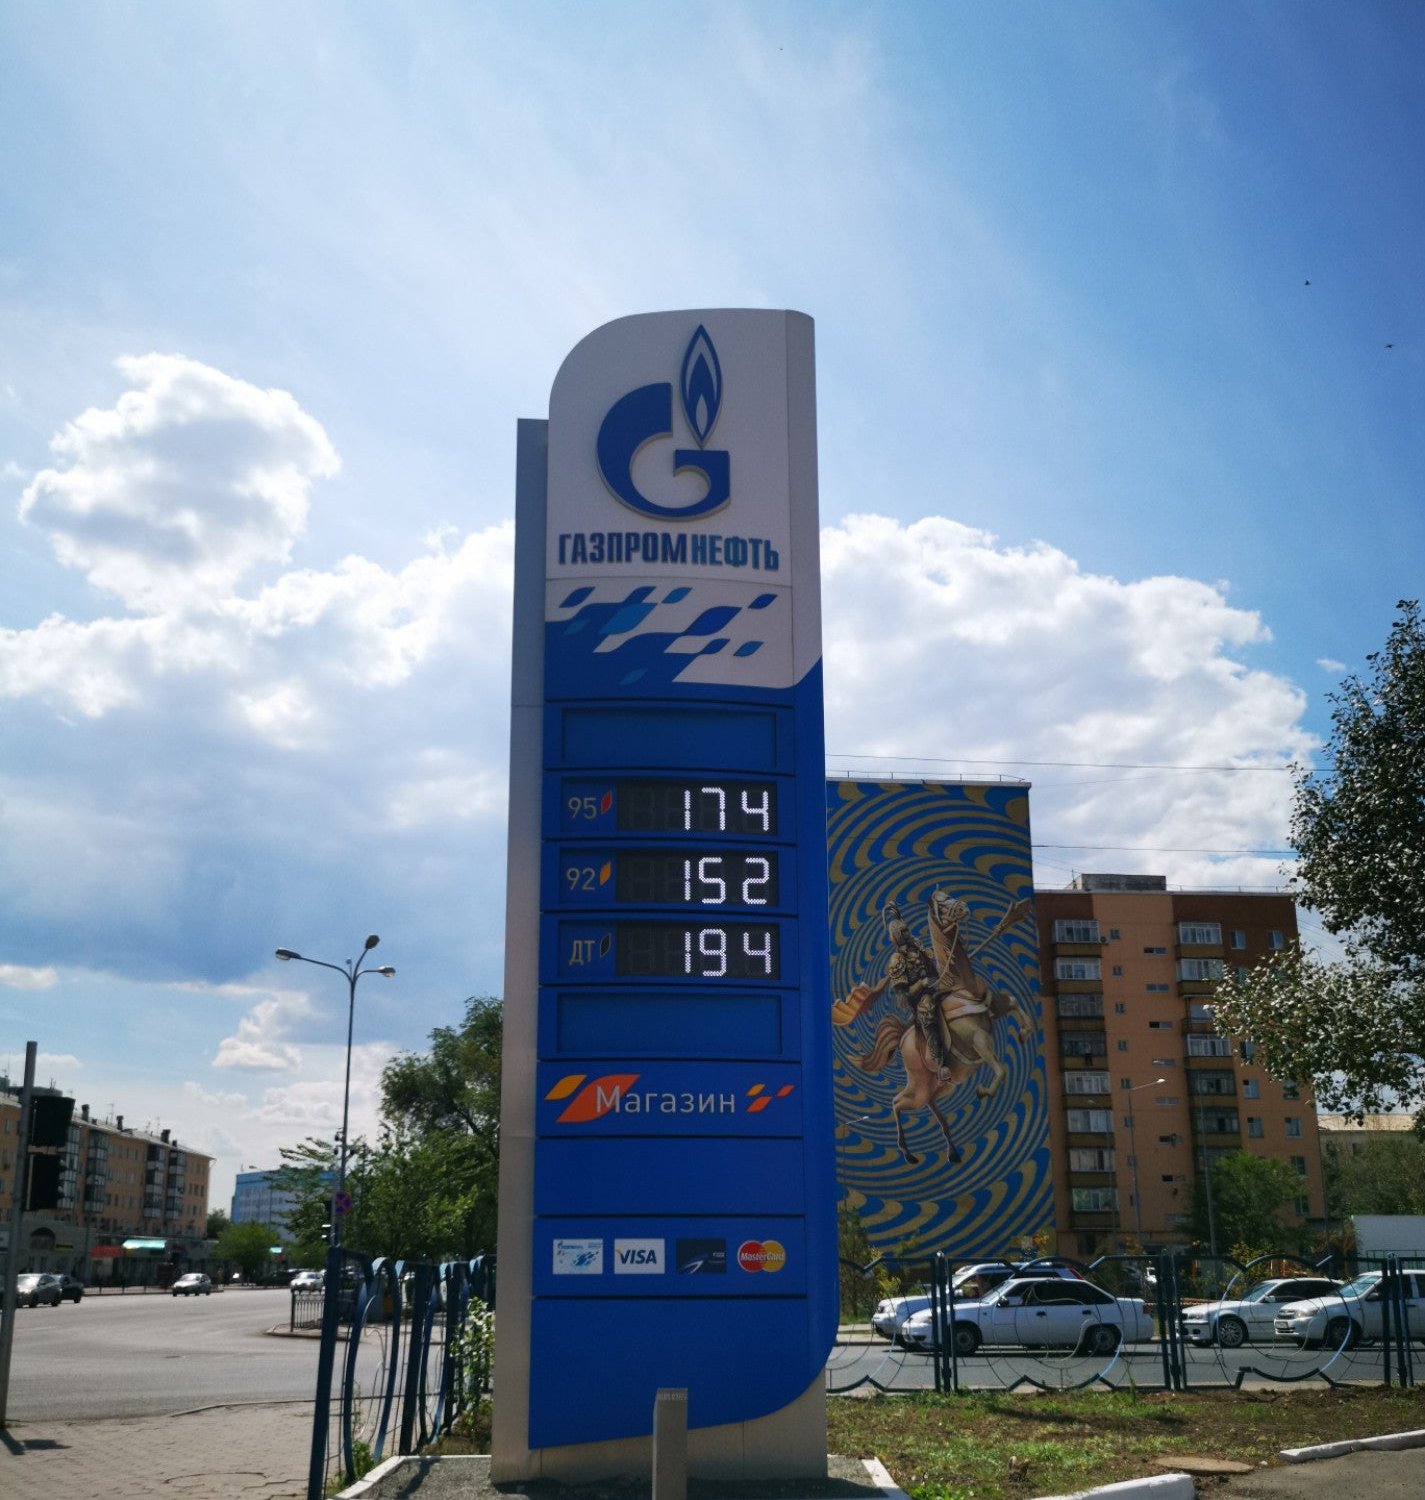 ГАЗПРОМНЕФТЬ
95 174
92 152
ДТ 194
Магазин
VISA MasterCard